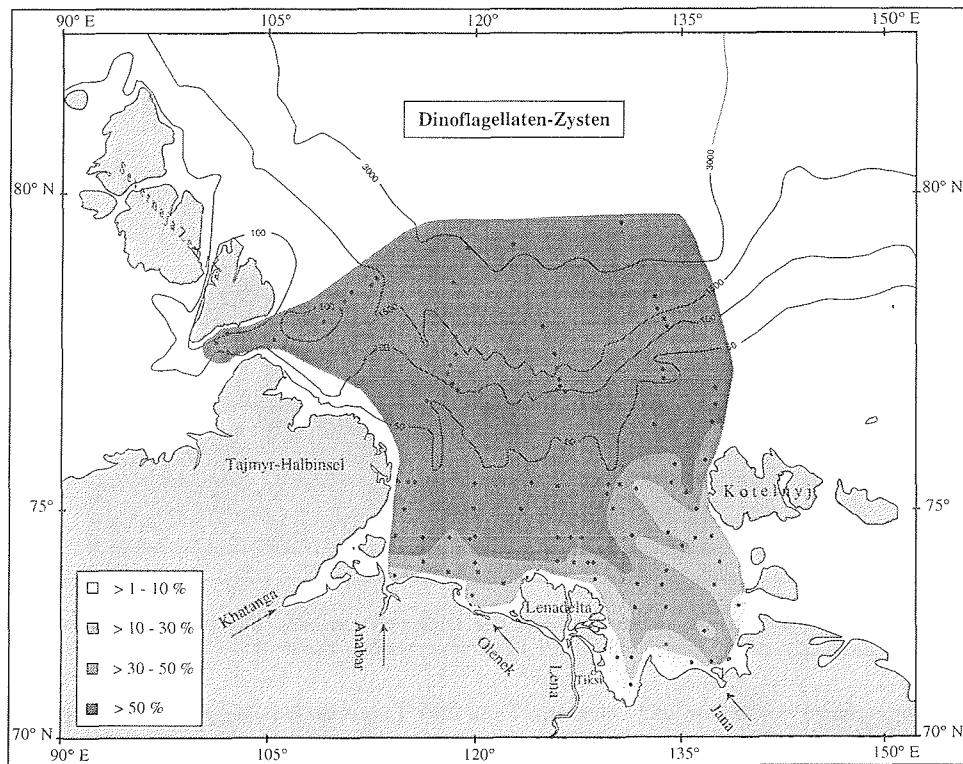 90° E 105° 120° 135° 150° E
Dinoflagellaten-Zysten
3000
3000
80° N
80° N
100
100
50
50
50
Tajmyr-Halbinsel
Kotelnyj
75°
75°
> 1 - 10 %
> 10 - 30 %
> 30 - 50 %
> 50 %
Khatanga
Anabar
Olenek
Lenadelta
Lena
Tiksi
Jana
70° N
70° N
90° E 105° 120° 135° 150° E